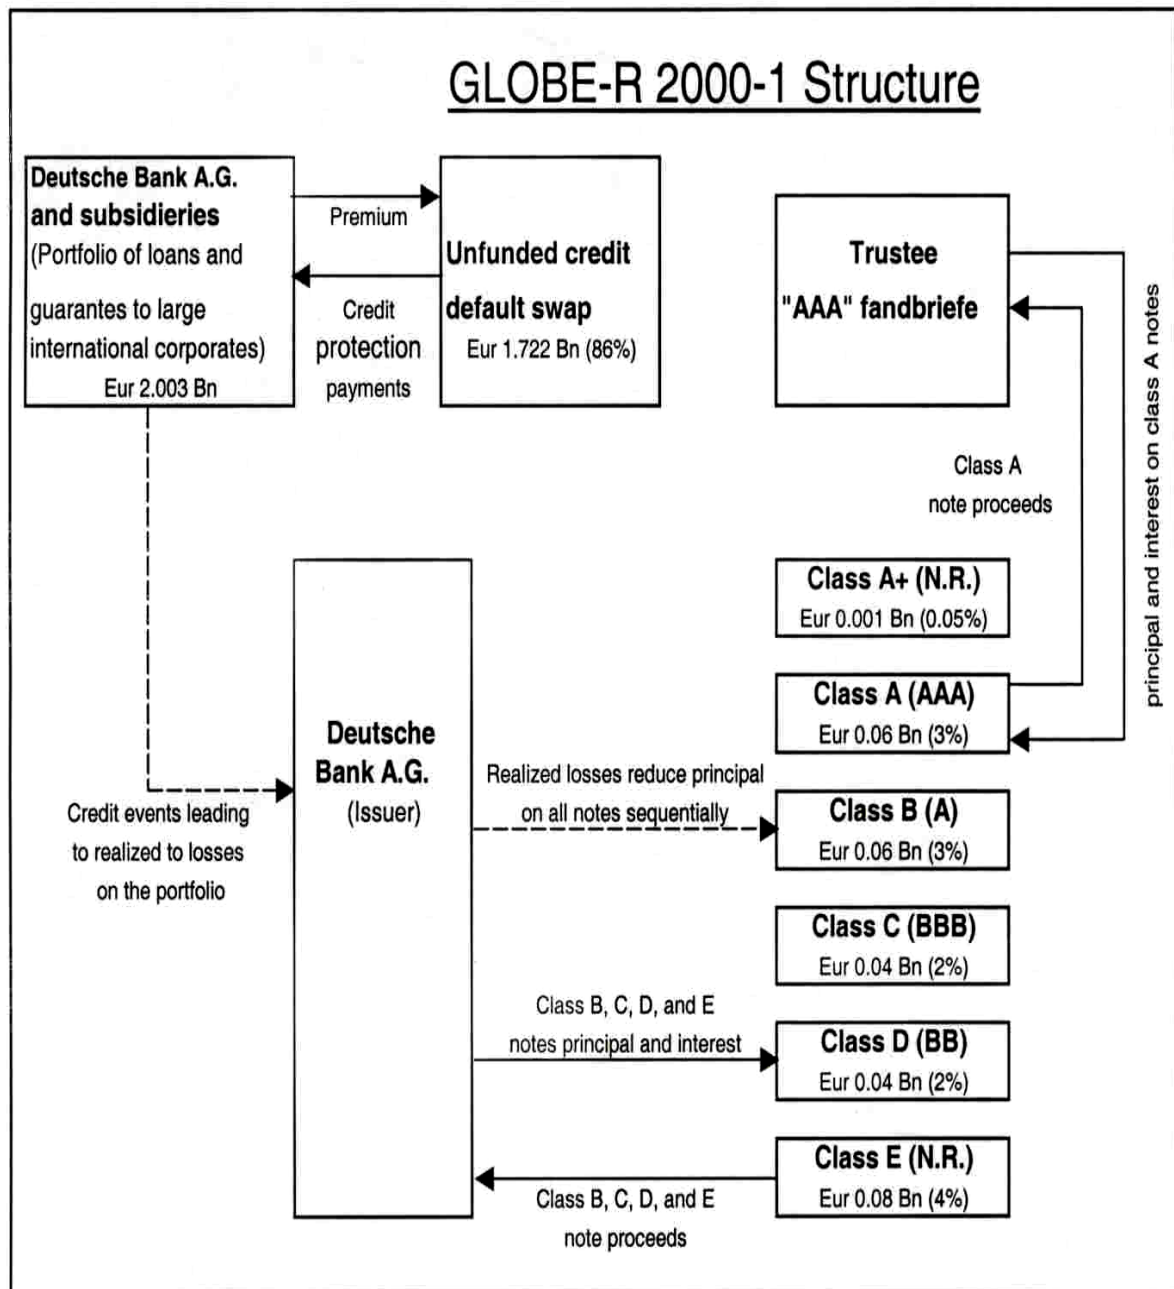 GLOBE-R 2000-1 Structure
Deutsche Bank A.G.
and subsidieries
(Portfolio of loans and
guarantes to large
international corporates)
Eur 2.003 Bn
Premium
Credit
protection
payments
Unfunded credit
default swap
Eur 1.722 Bn (86%)
Trustee
"AAA" fandbriefe
principal and interest on class A notes
Class A
note proceeds
Class A+ (N.R.)
Eur 0.001 Bn (0.05%)
Class A (AAA)
Eur 0.06 Bn (3%)
Deutsche
Bank A.G.
(Issuer)
Credit events leading
to realized to losses
on the portfolio
Realized losses reduce principal
on all notes sequentially
Class B (A)
Eur 0.06 Bn (3%)
Class C (BBB)
Eur 0.04 Bn (2%)
Class B, C, D, and E
notes principal and interest
Class D (BB)
Eur 0.04 Bn (2%)
Class E (N.R.)
Eur 0.08 Bn (4%)
Class B, C, D, and E
note proceeds